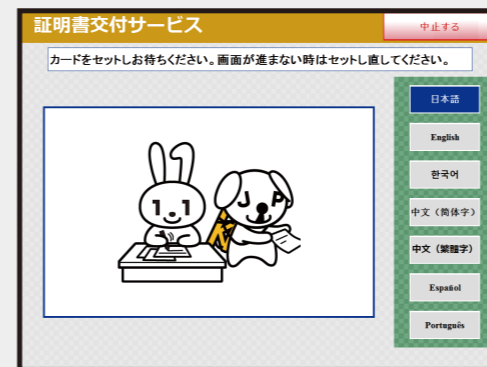 証明書交付サービス
中止する
カードをセットしお待ちください。画面が進まない時はセットし直してください。
日本語
English
한국어
中文（简体字）
中文（繁體字）
Español
Português
1 1
J P